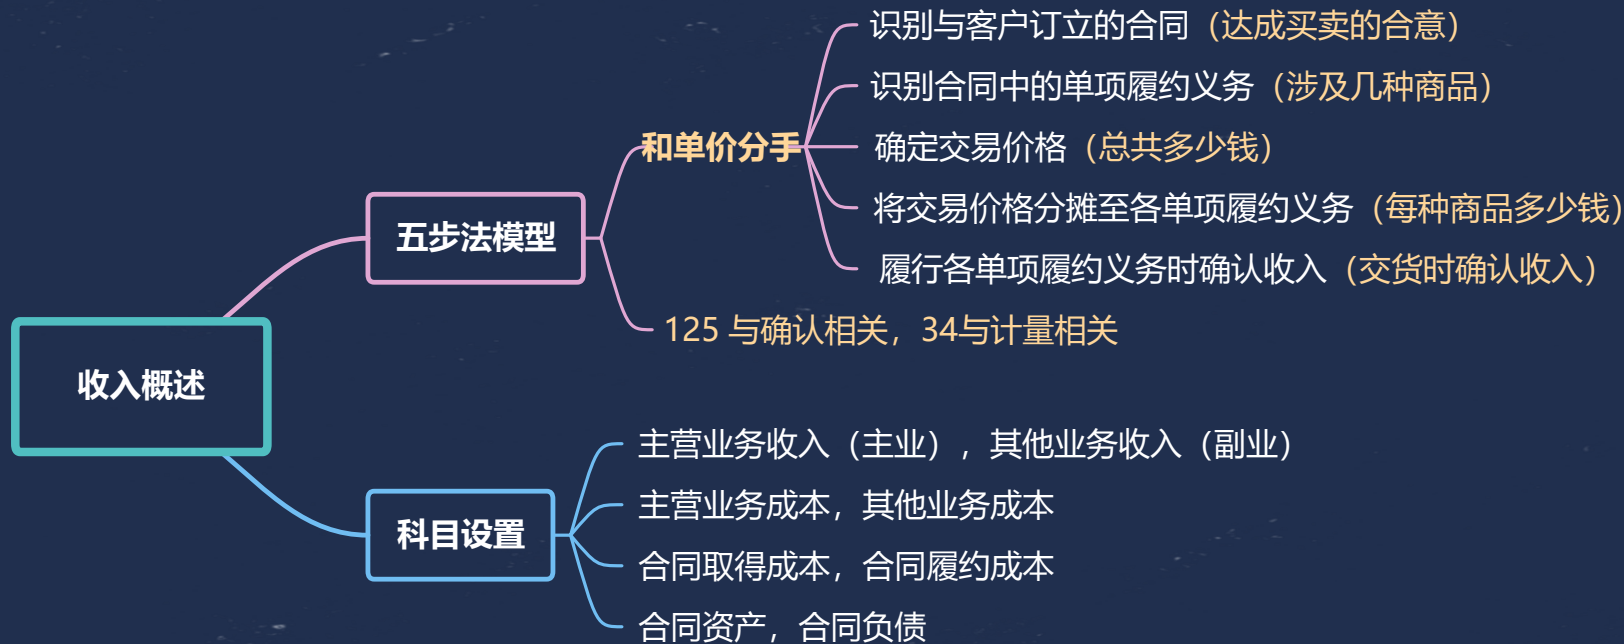 识别与客户订立的合同（达成买卖的合意）
识别合同中的单项履约义务（涉及几种商品）
和单价分手
确定交易价格（总共多少钱）
将交易价格分摊至各单项履约义务（每种商品多少钱）
五步法模型
履行各单项履约义务时确认收入（交货时确认收入）
125 与确认相关，34与计量相关
收入概述
主营业务收入（主业），其他业务收入（副业）
主营业务成本，其他业务成本
科目设置
合同取得成本，合同履约成本
合同资产，合同负债